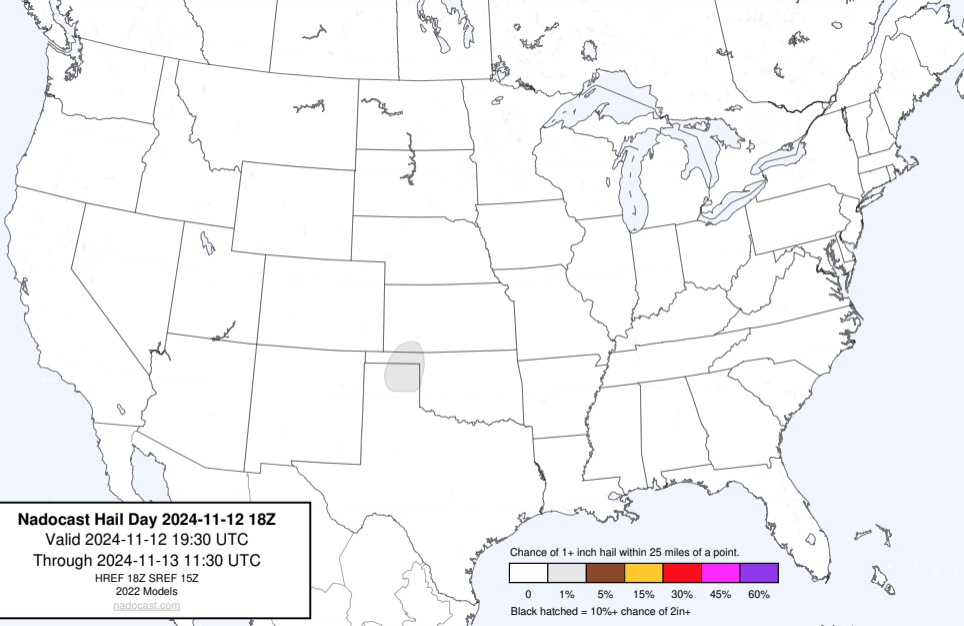 Nadocast Hail Day 2024-11-12 18Z
Valid 2024-11-12 19:30 UTC
Through 2024-11-13 11:30 UTC
HREF 18Z SREF 15Z
2022 Models
nadocast.com
Chance of 1+ inch hail within 25 miles of a point.
0 1% 5% 15% 30% 45% 60%
Black hatched = 10%+ chance of 2in+